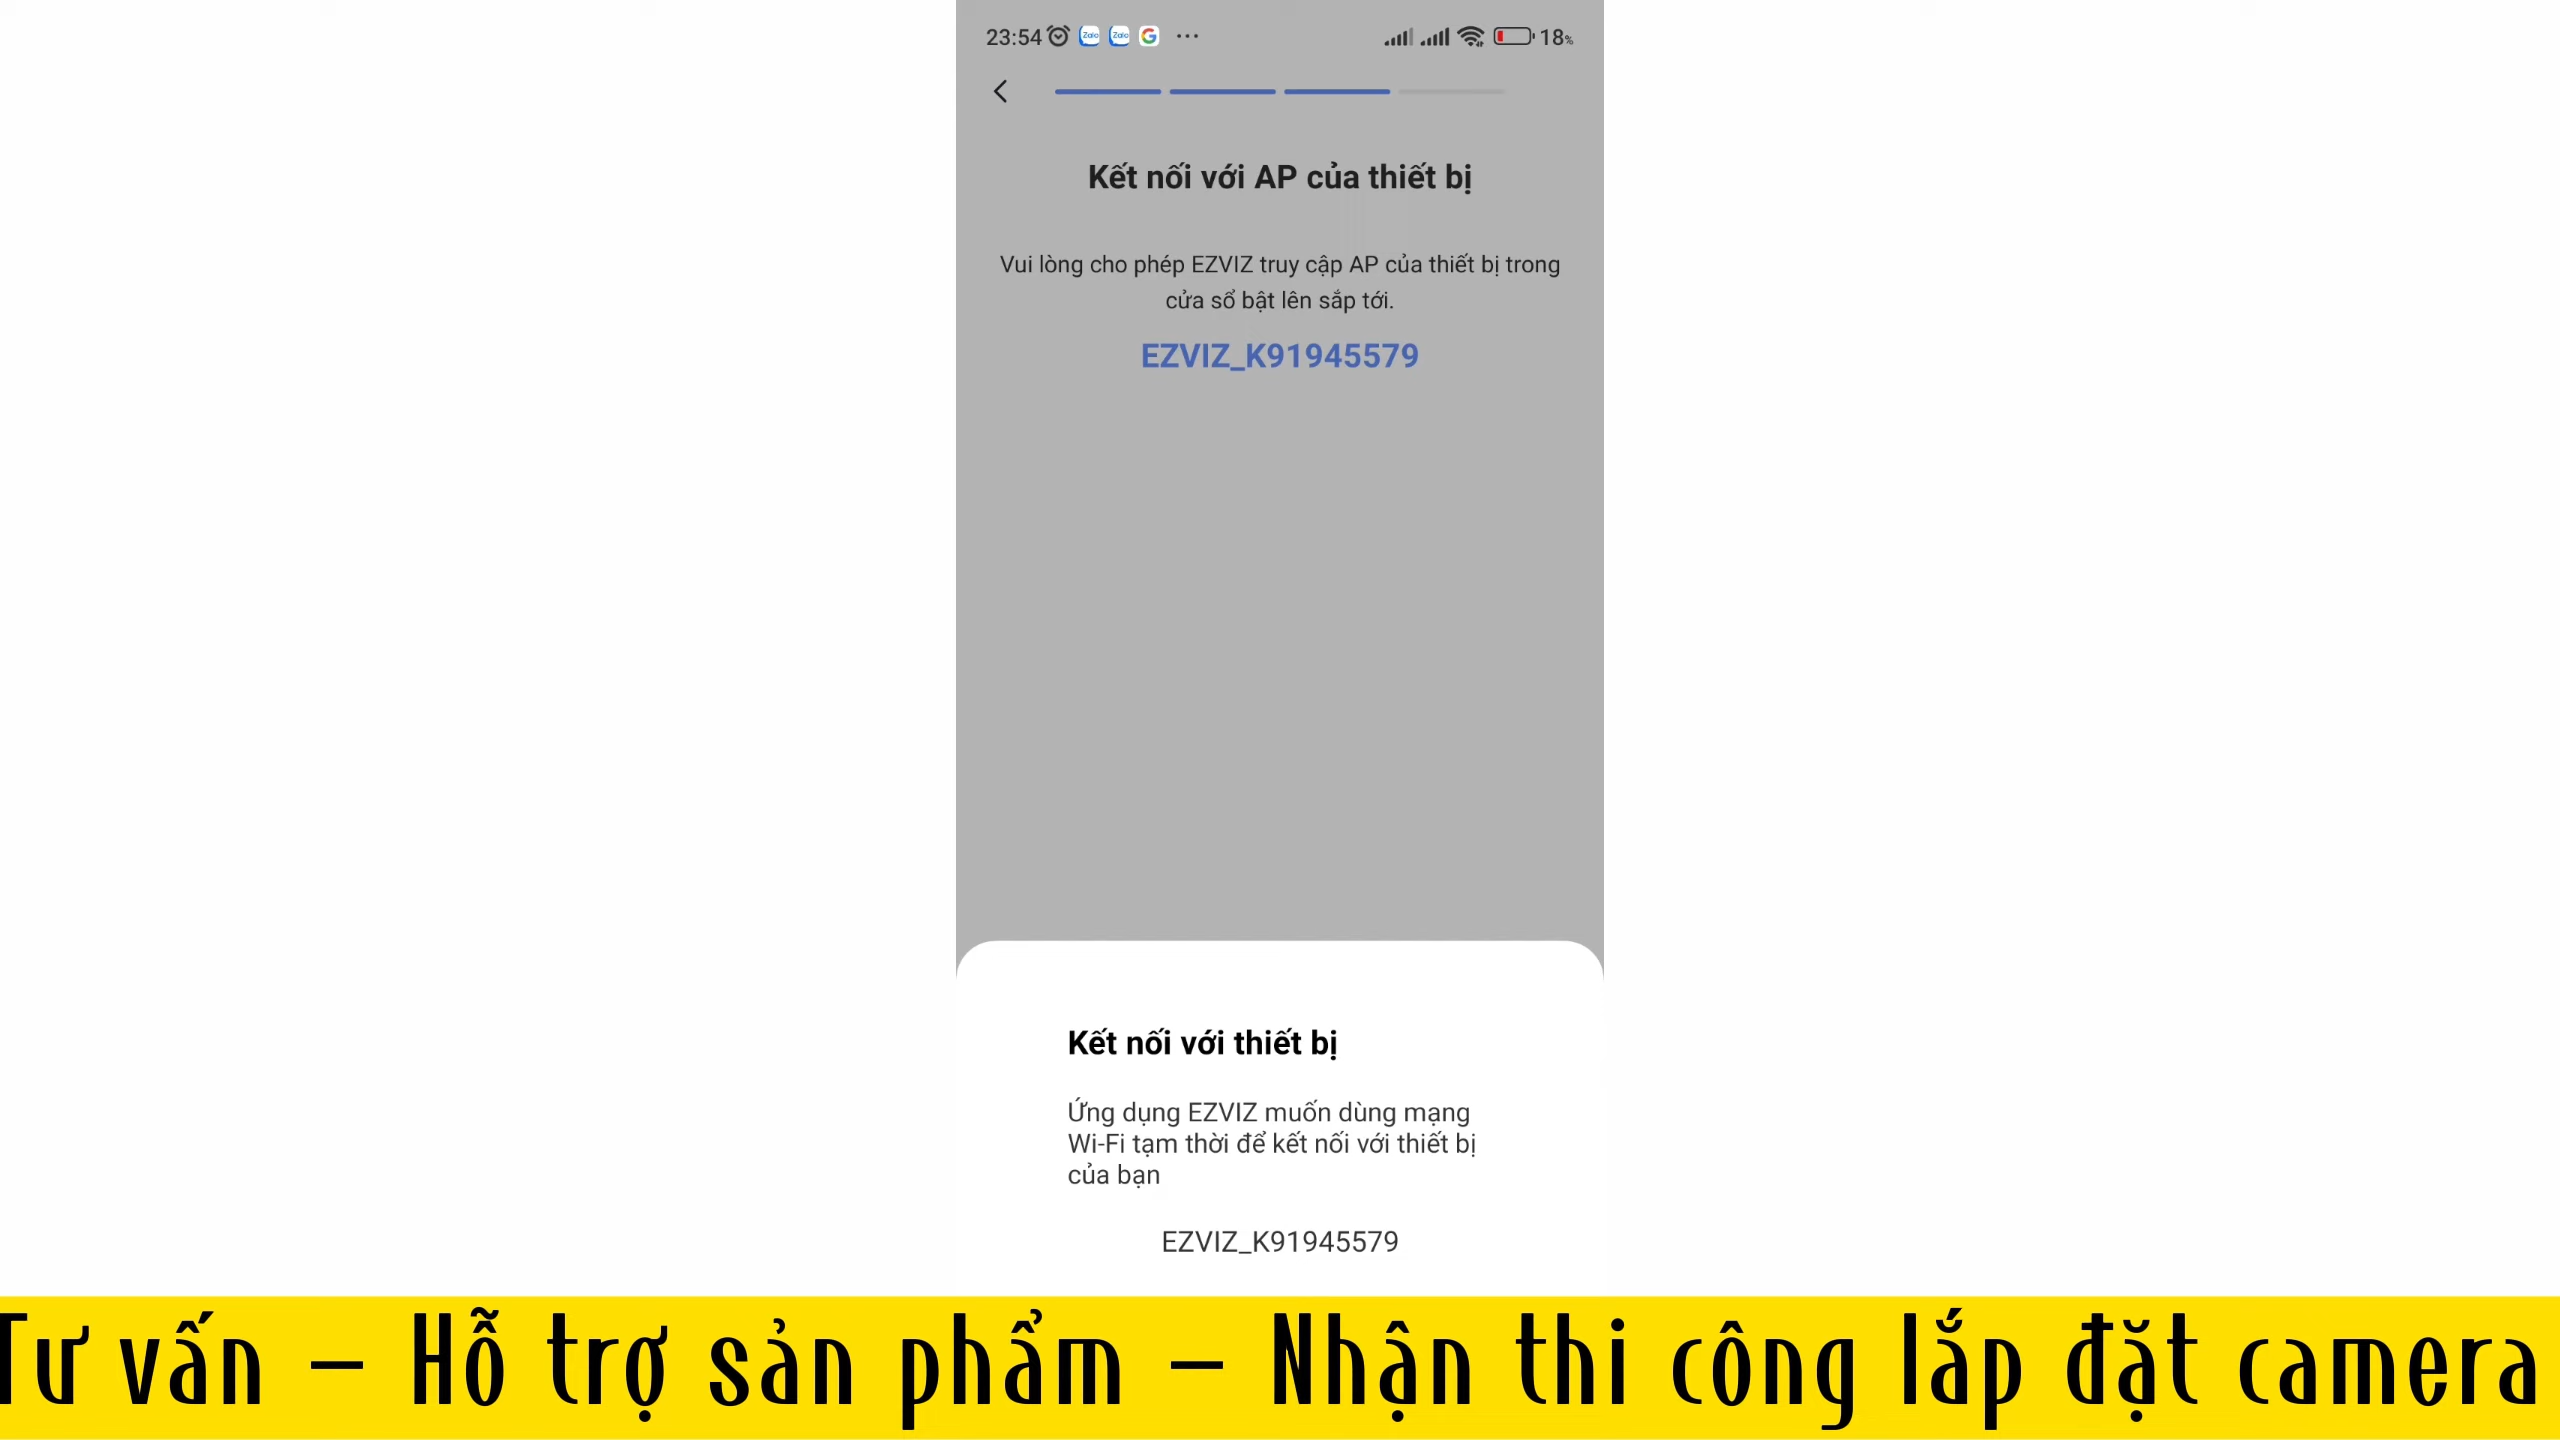 23:54 Zalo Zalo G ... 18%
Kết nối với AP của thiết bị
Vui lòng cho phép EZVIZ truy cập AP của thiết bị trong
cửa sổ bật lên sắp tới.
EZVIZ_K91945579
Kết nối với thiết bị
Ứng dụng EZVIZ muốn dùng mạng
Wi-Fi tạm thời để kết nối với thiết bị
của bạn
EZVIZ_K91945579
Tư vấn – Hỗ trợ sản phẩm – Nhận thi công lắp đặt camera